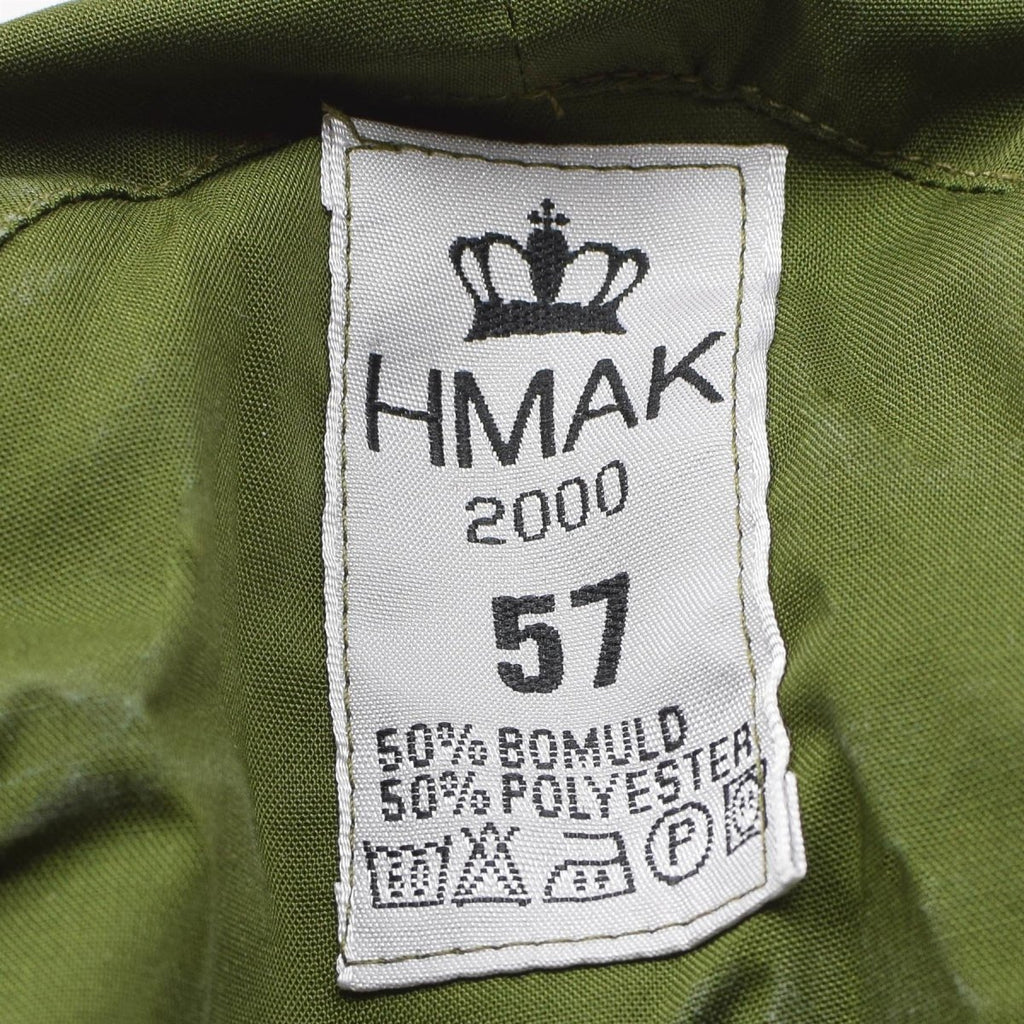 HMAK
2000
57
50% BOMULD
50% POLYESTER
P